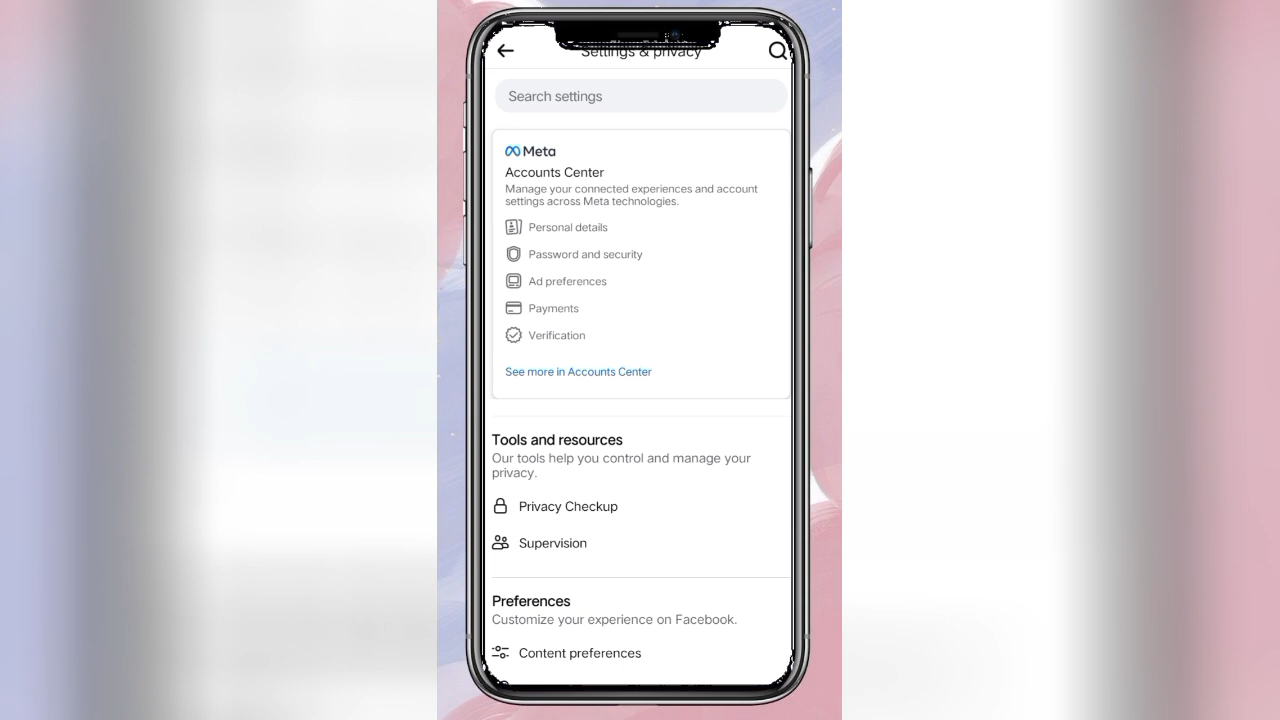 Settings & privacy
Search settings
Meta
Accounts Center
Manage your connected experiences and account
settings across Meta technologies.
Personal details
Password and security
Ad preferences
Payments
Verification
See more in Accounts Center
Tools and resources
Our tools help you control and manage your
privacy.
Privacy Checkup
Supervision
Preferences
Customize your experience on Facebook.
Content preferences